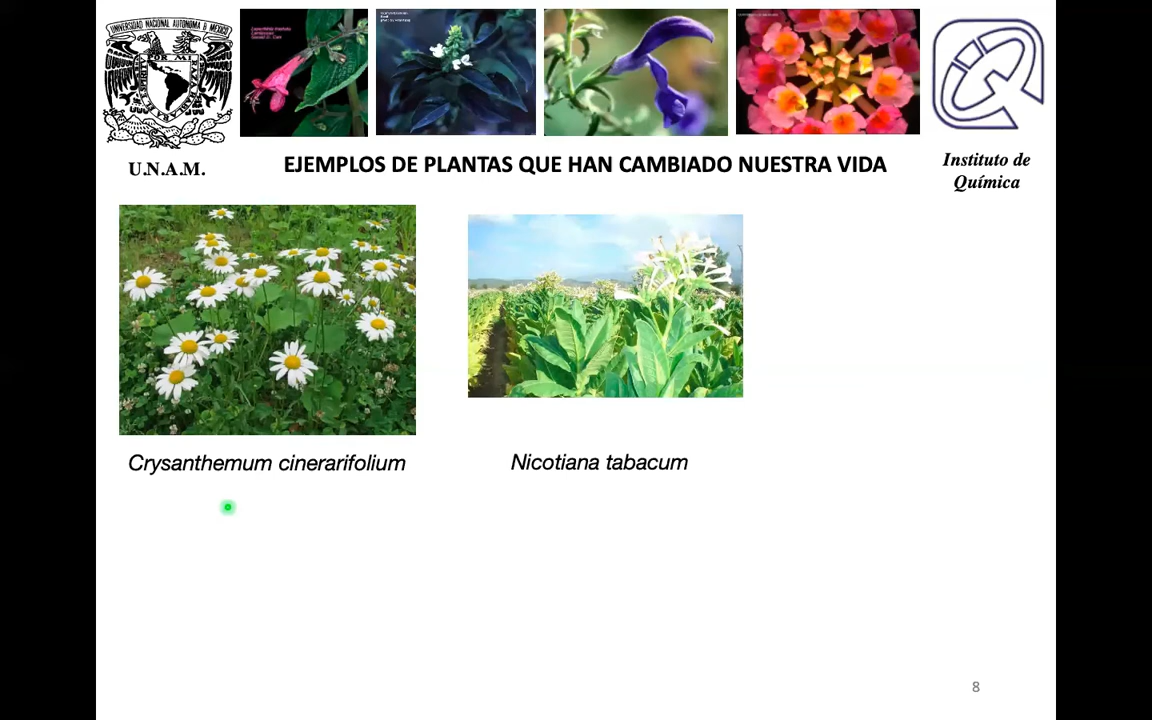 U.N.A.M.
EJEMPLOS DE PLANTAS QUE HAN CAMBIADO NUESTRA VIDA
Instituto de
Química
Crysanthemum cinerarifolium
Nicotiana tabacum
8